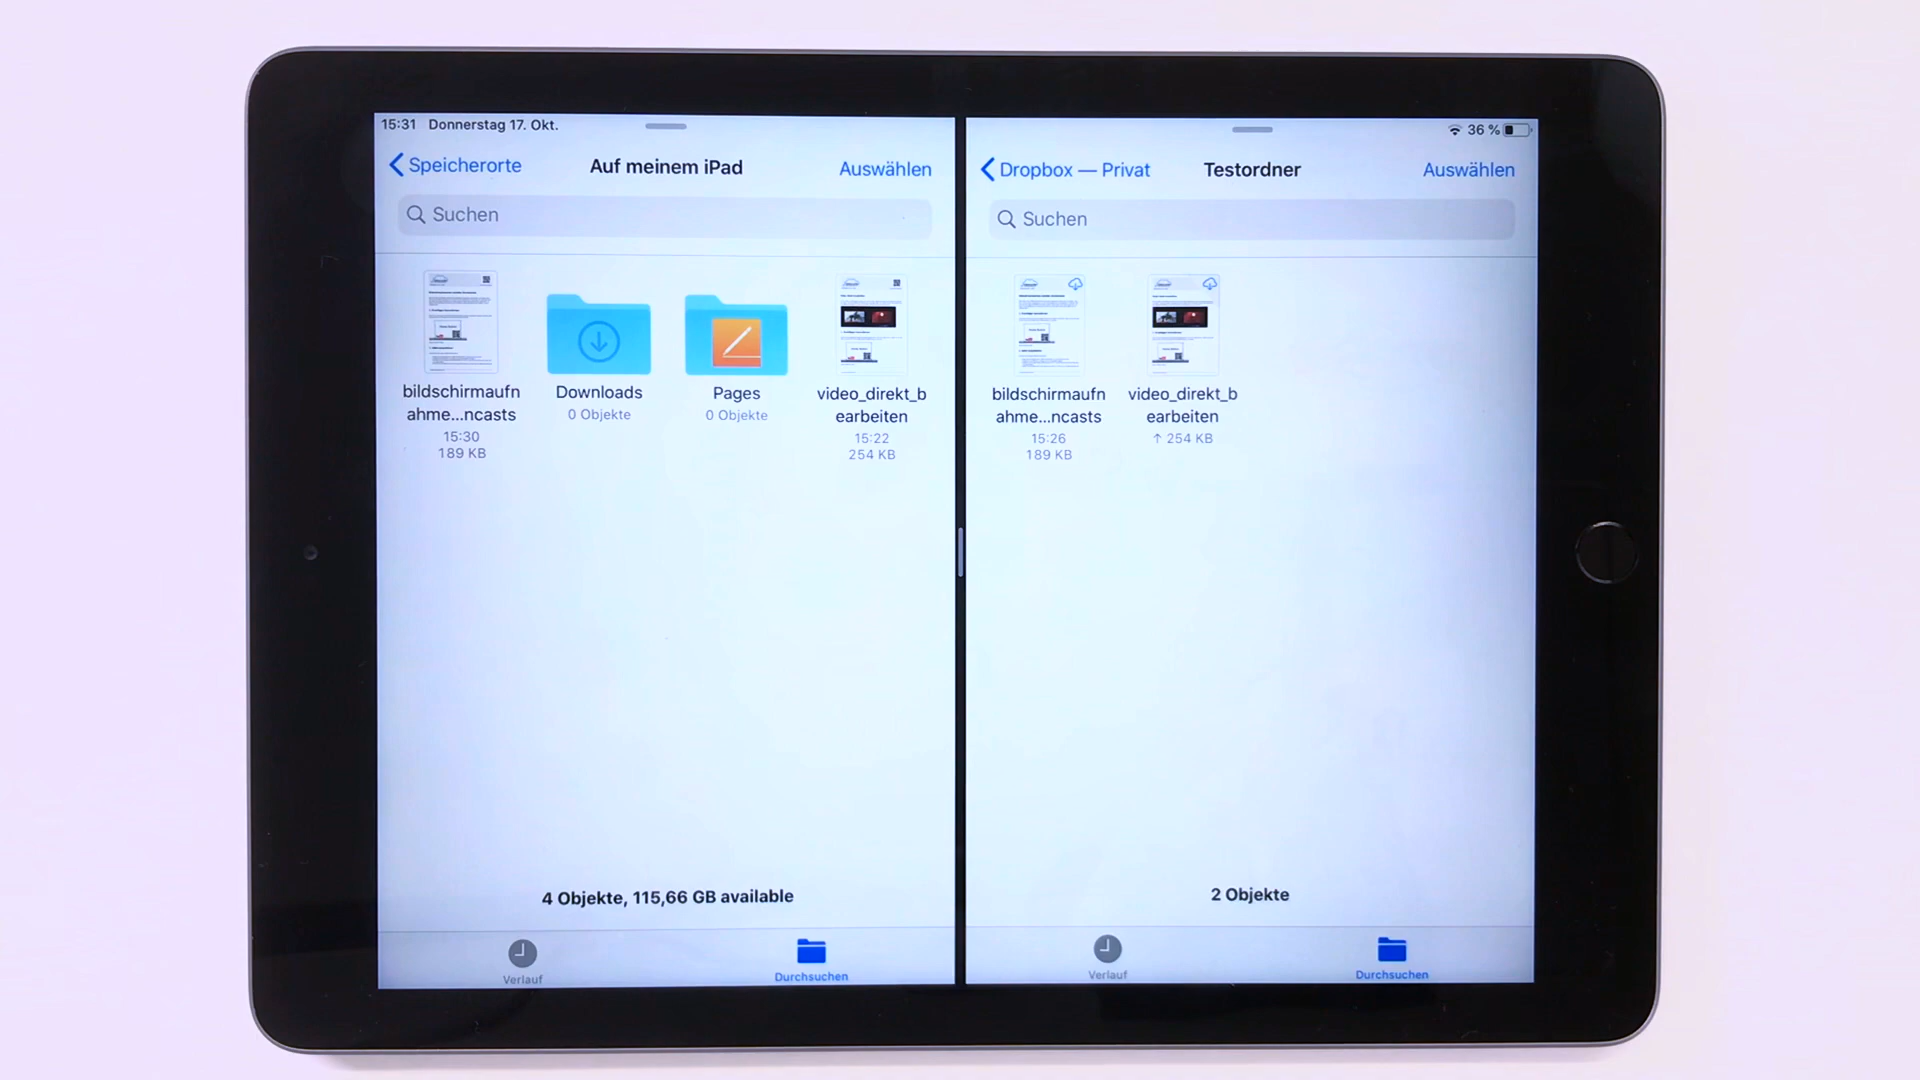 15:31 Donnerstag 17. Okt.
Speicherorte Auf meinem iPad Auswählen
Suchen
bildschirmaufn
ahme...ncasts
15:30
189 KB
Downloads
0 Objekte
Pages
0 Objekte
video_direkt_b
earbeiten
15:22
254 KB
4 Objekte, 115,66 GB available
Verlauf
Durchsuchen
36 %
Dropbox — Privat Testordner Auswählen
Suchen
bildschirmaufn
ahme...ncasts
15:26
189 KB
video_direkt_b
earbeiten
↑ 254 KB
2 Objekte
Verlauf
Durchsuchen